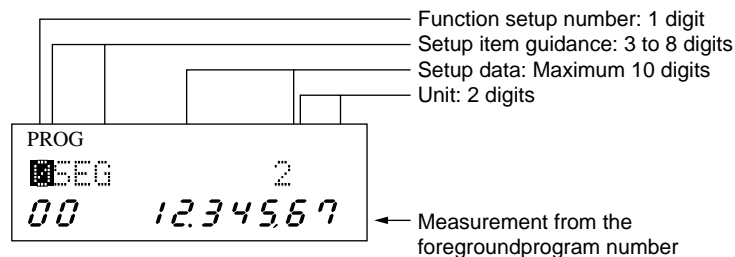 Function setup number: 1 digit
Setup item guidance: 3 to 8 digits
Setup data: Maximum 10 digits
Unit: 2 digits
PROG
0SEG 2
00 12.345,67
Measurement from the
foregroundprogram number